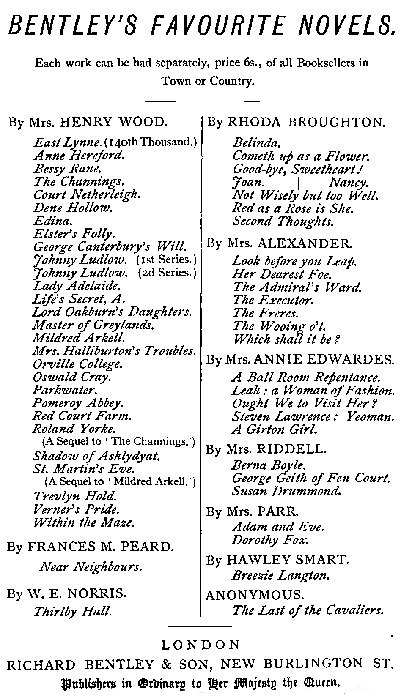 BENTLEY'S FAVOURITE NOVELS.
Each work can be had separately, price 6s., of all Booksellers in
Town or Country.
By Mrs. HENRY WOOD.
East Lynne. (140th Thousand.)
Anne Hereford.
Bessy Rane.
The Channings.
Court Netherleigh.
Dene Hollow.
Edina.
Elster's Folly.
George Canterbury's Will.
Johnny Ludlow. (1st Series.)
Johnny Ludlow. (2d Series.)
Lady Adelaide.
Life's Secret, A.
Lord Oakburn's Daughters.
Master of Greylands.
Mildred Arkell.
Mrs. Halliburton's Troubles.
Orville College.
Oswald Cray.
Parkwater.
Pomeroy Abbey.
Red Court Farm.
Roland Yorke.
(A Sequel to 'The Channings.')
Shadow of Ashlydyat.
St. Martin's Eve.
(A Sequel to 'Mildred Arkell.')
Trevlyn Hold.
Verner's Pride.
Within the Maze.
By FRANCES M. PEARD.
Near Neighbours.
By W. E. NORRIS.
Thirlby Hall.
By RHODA BROUGHTON.
Belinda.
Cometh up as a Flower.
Good-bye, Sweetheart!
Joan. | Nancy.
Not Wisely but too Well.
Red as a Rose is She.
Second Thoughts.
By Mrs. ALEXANDER.
Look before you Leap.
Her Dearest Foe.
The Admiral's Ward.
The Executor.
The Freres.
The Wooing o't.
Which shall it be?
By Mrs. ANNIE EDWARDES.
A Ball Room Repentance.
Leah: a Woman of Fashion.
Ought We to Visit Her?
Steven Lawrence: Yeoman.
A Girton Girl.
By Mrs. RIDDELL.
Berna Boyle.
George Geith of Fen Court.
Susan Drummond.
By Mrs. PARR.
Adam and Eve.
Dorothy Fox.
By HAWLEY SMART.
Breezie Langton.
ANONYMOUS.
The Last of the Cavaliers.
LONDON
RICHARD BENTLEY & SON, NEW BURLINGTON ST.
Publishers in Ordinary to Her Majesty the Queen.